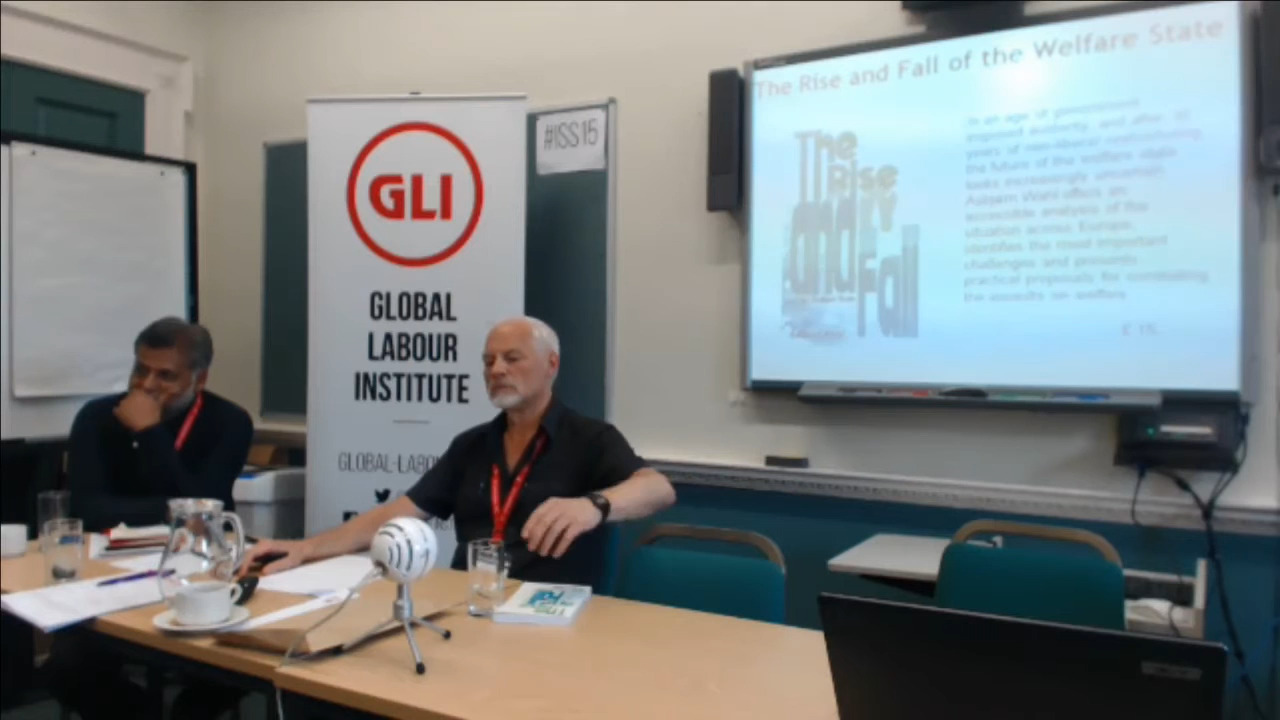 The Rise and Fall of the Welfare State
#ISS15
GLI
GLOBAL
LABOUR
INSTITUTE
GLOBAL-LABO
The
Rise
and
Fall
In an age of government
imposed austerity, and after 30
years of neo-liberal restructuring,
the future of the welfare state
looks increasingly uncertain.
Asbjørn Wahl offers an
accessible analysis of the
situation across Europe,
identifies the most important
challenges and presents
practical proposals for combating
the assaults on welfare.